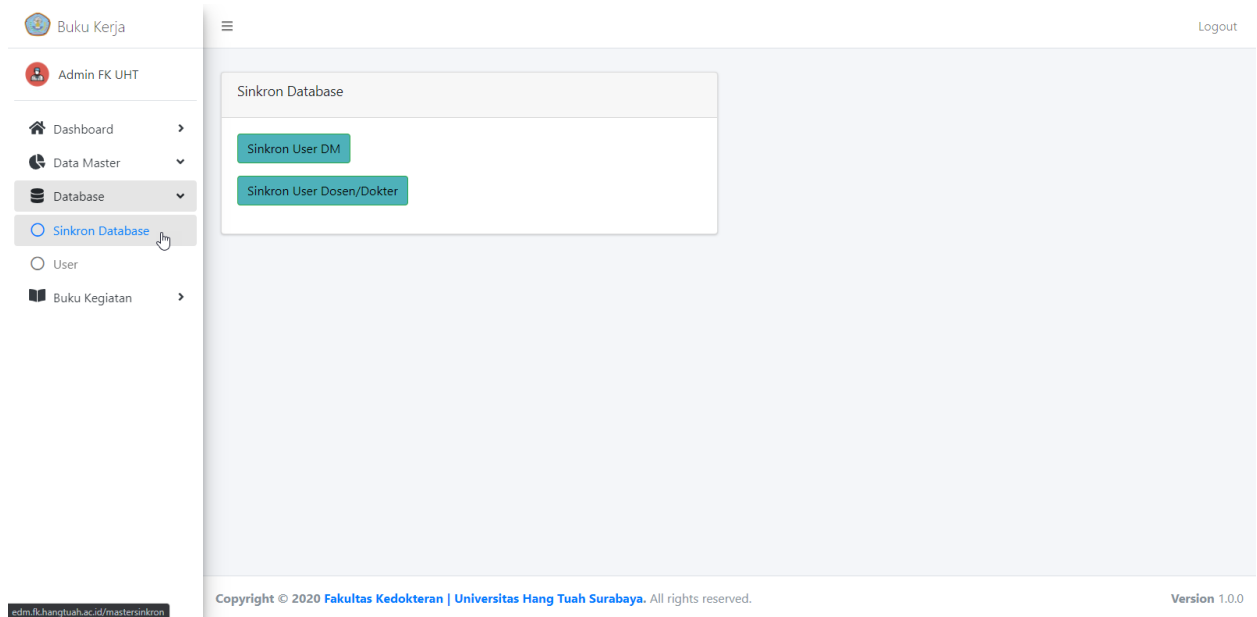 Buku Kerja
Logout
Admin FK UHT
Dashboard
Data Master
Database
Sinkron Database
User
Buku Kegiatan
Sinkron Database
Sinkron User DM
Sinkron User Dosen/Dokter
Copyright © 2020 Fakultas Kedokteran | Universitas Hang Tuah Surabaya. All rights reserved.
Version 1.0.0
edm.fk.hangtuah.ac.id/mastersinkron